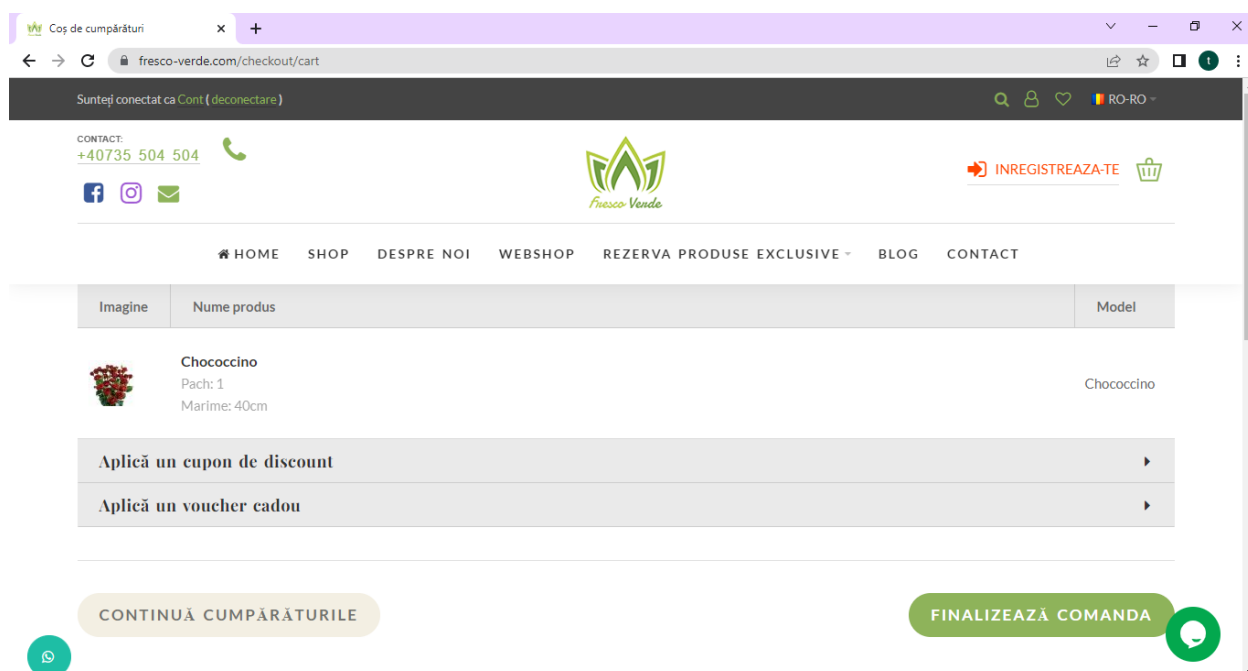 Coș de cumpărături
fresco-verde.com/checkout/cart
t
Sunteți conectat ca Cont ( deconectare )
RO-RO
CONTACT:
+40735 504 504
Fresco Verde
INREGISTREAZA-TE
HOME SHOP DESPRE NOI WEBSHOP REZERVA PRODUSE EXCLUSIVE BLOG CONTACT
Imagine Nume produs Model
Chococcino
Pach: 1
Marime: 40cm
Chococcino
Aplică un cupon de discount
Aplică un voucher cadou
CONTINUĂ CUMPĂRĂTURILE
FINALIZEAZĂ COMANDA